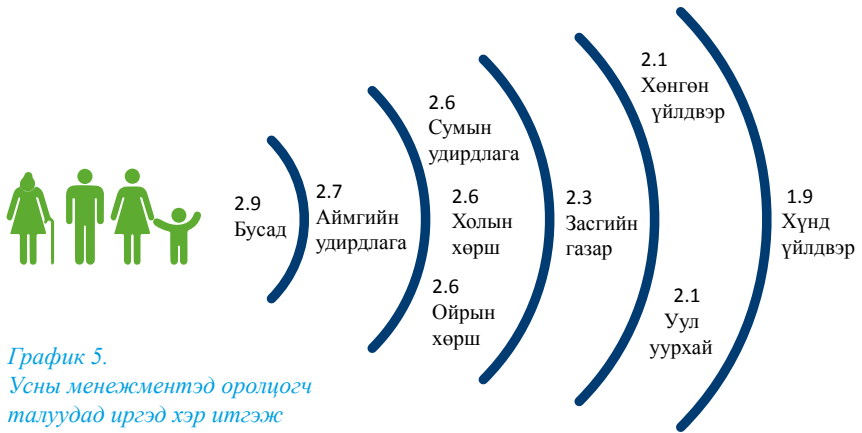 2.9
Бусад
2.7
Аймгийн
удирдлага
2.6
Сумын
удирдлага
2.6
Холын
хөрш
2.6
Ойрын
хөрш
2.3
Засгийн
газар
2.1
Хөнгөн
үйлдвэр
2.1
Уул
уурхай
1.9
Хүнд
үйлдвэр
График 5.
Усны менежментэд оролцогч
талуудад иргэд хэр итгэж